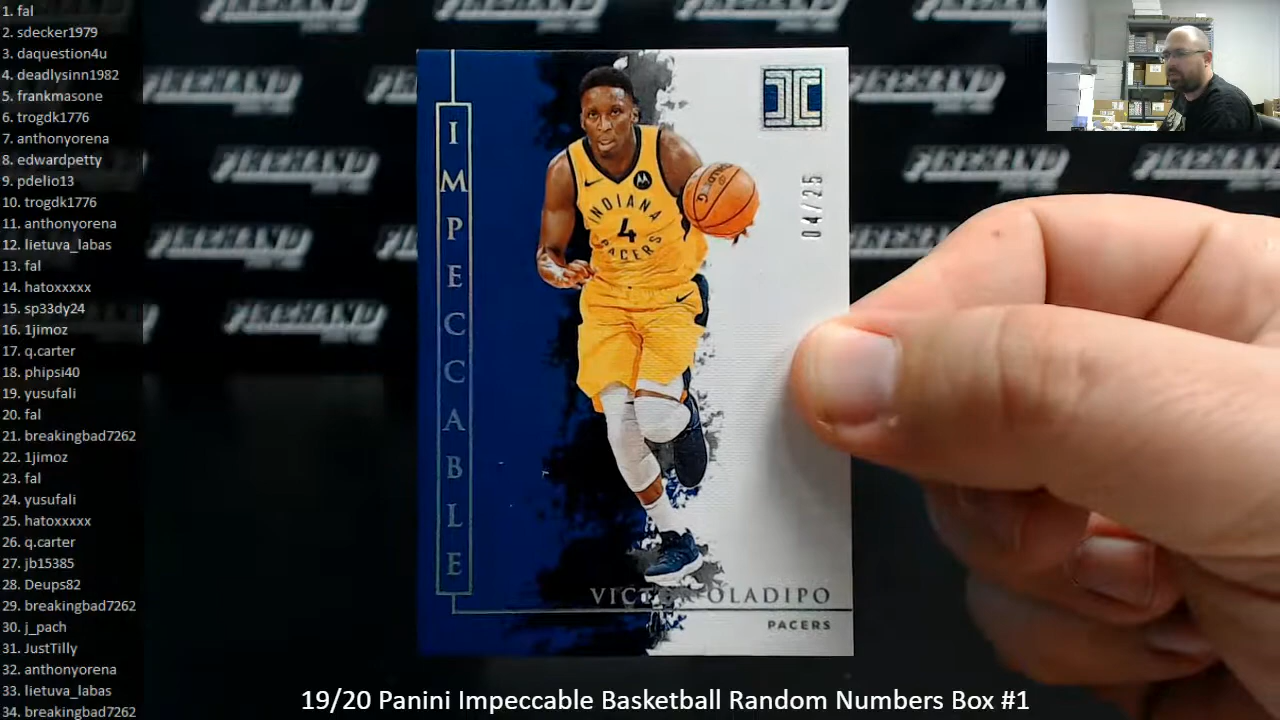 1. fal
2. sdecker1979
3. daquestion4u
4. deadlysinn1982
5. frankmasone
6. trogdk1776
7. anthonyorena
8. edwardpetty
9. pdelio13
10. trogdk1776
11. anthonyorena
12. lietuva_labas
13. fal
14. hatoxxxxx
15. sp33dy24
16. 1jimoz
17. q.carter
18. phipsi40
19. yusufali
20. fal
21. breakingbad7262
22. 1jimoz
23. fal
24. yusufali
25. hatoxxxxx
26. q.carter
27. jb15385
28. Deups82
29. breakingbad7262
30. j_pach
31. JustTilly
32. anthonyorena
33. lietuva_labas
34. breakingbad7262
IMPECCABLE
04/25
SPALDING
INDIANA
4
PACERS
VICTOR OLADIPO
PACERS
19/20 Panini Impeccable Basketball Random Numbers Box #1